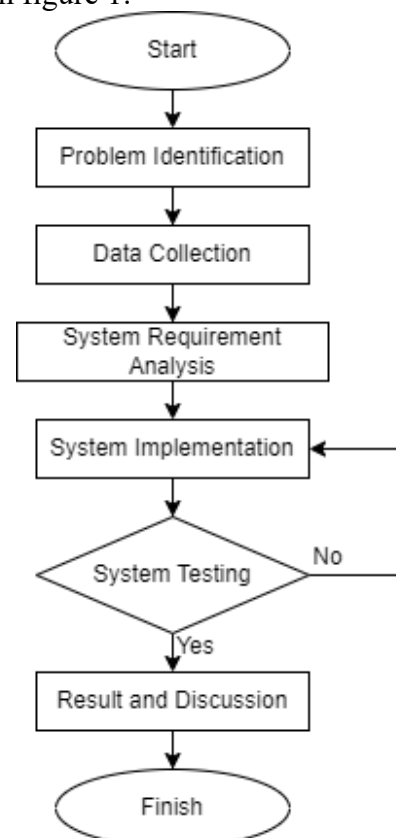 n figure 1.
Start
Problem Identification
Data Collection
System Requirement
Analysis
System Implementation
System Testing
No
Yes
Result and Discussion
Finish